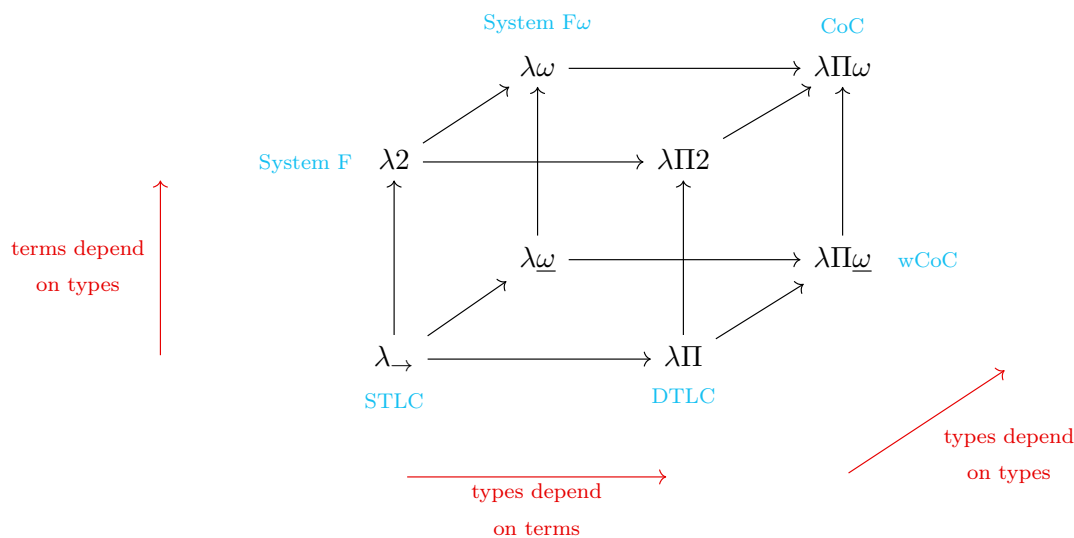 System Fω
CoC
λω
λΠω
System F
λ2
λΠ2
terms depend
on types
λω̲
λΠω̲
wCoC
λ→
λΠ
STLC
DTLC
types depend
on types
types depend
on terms